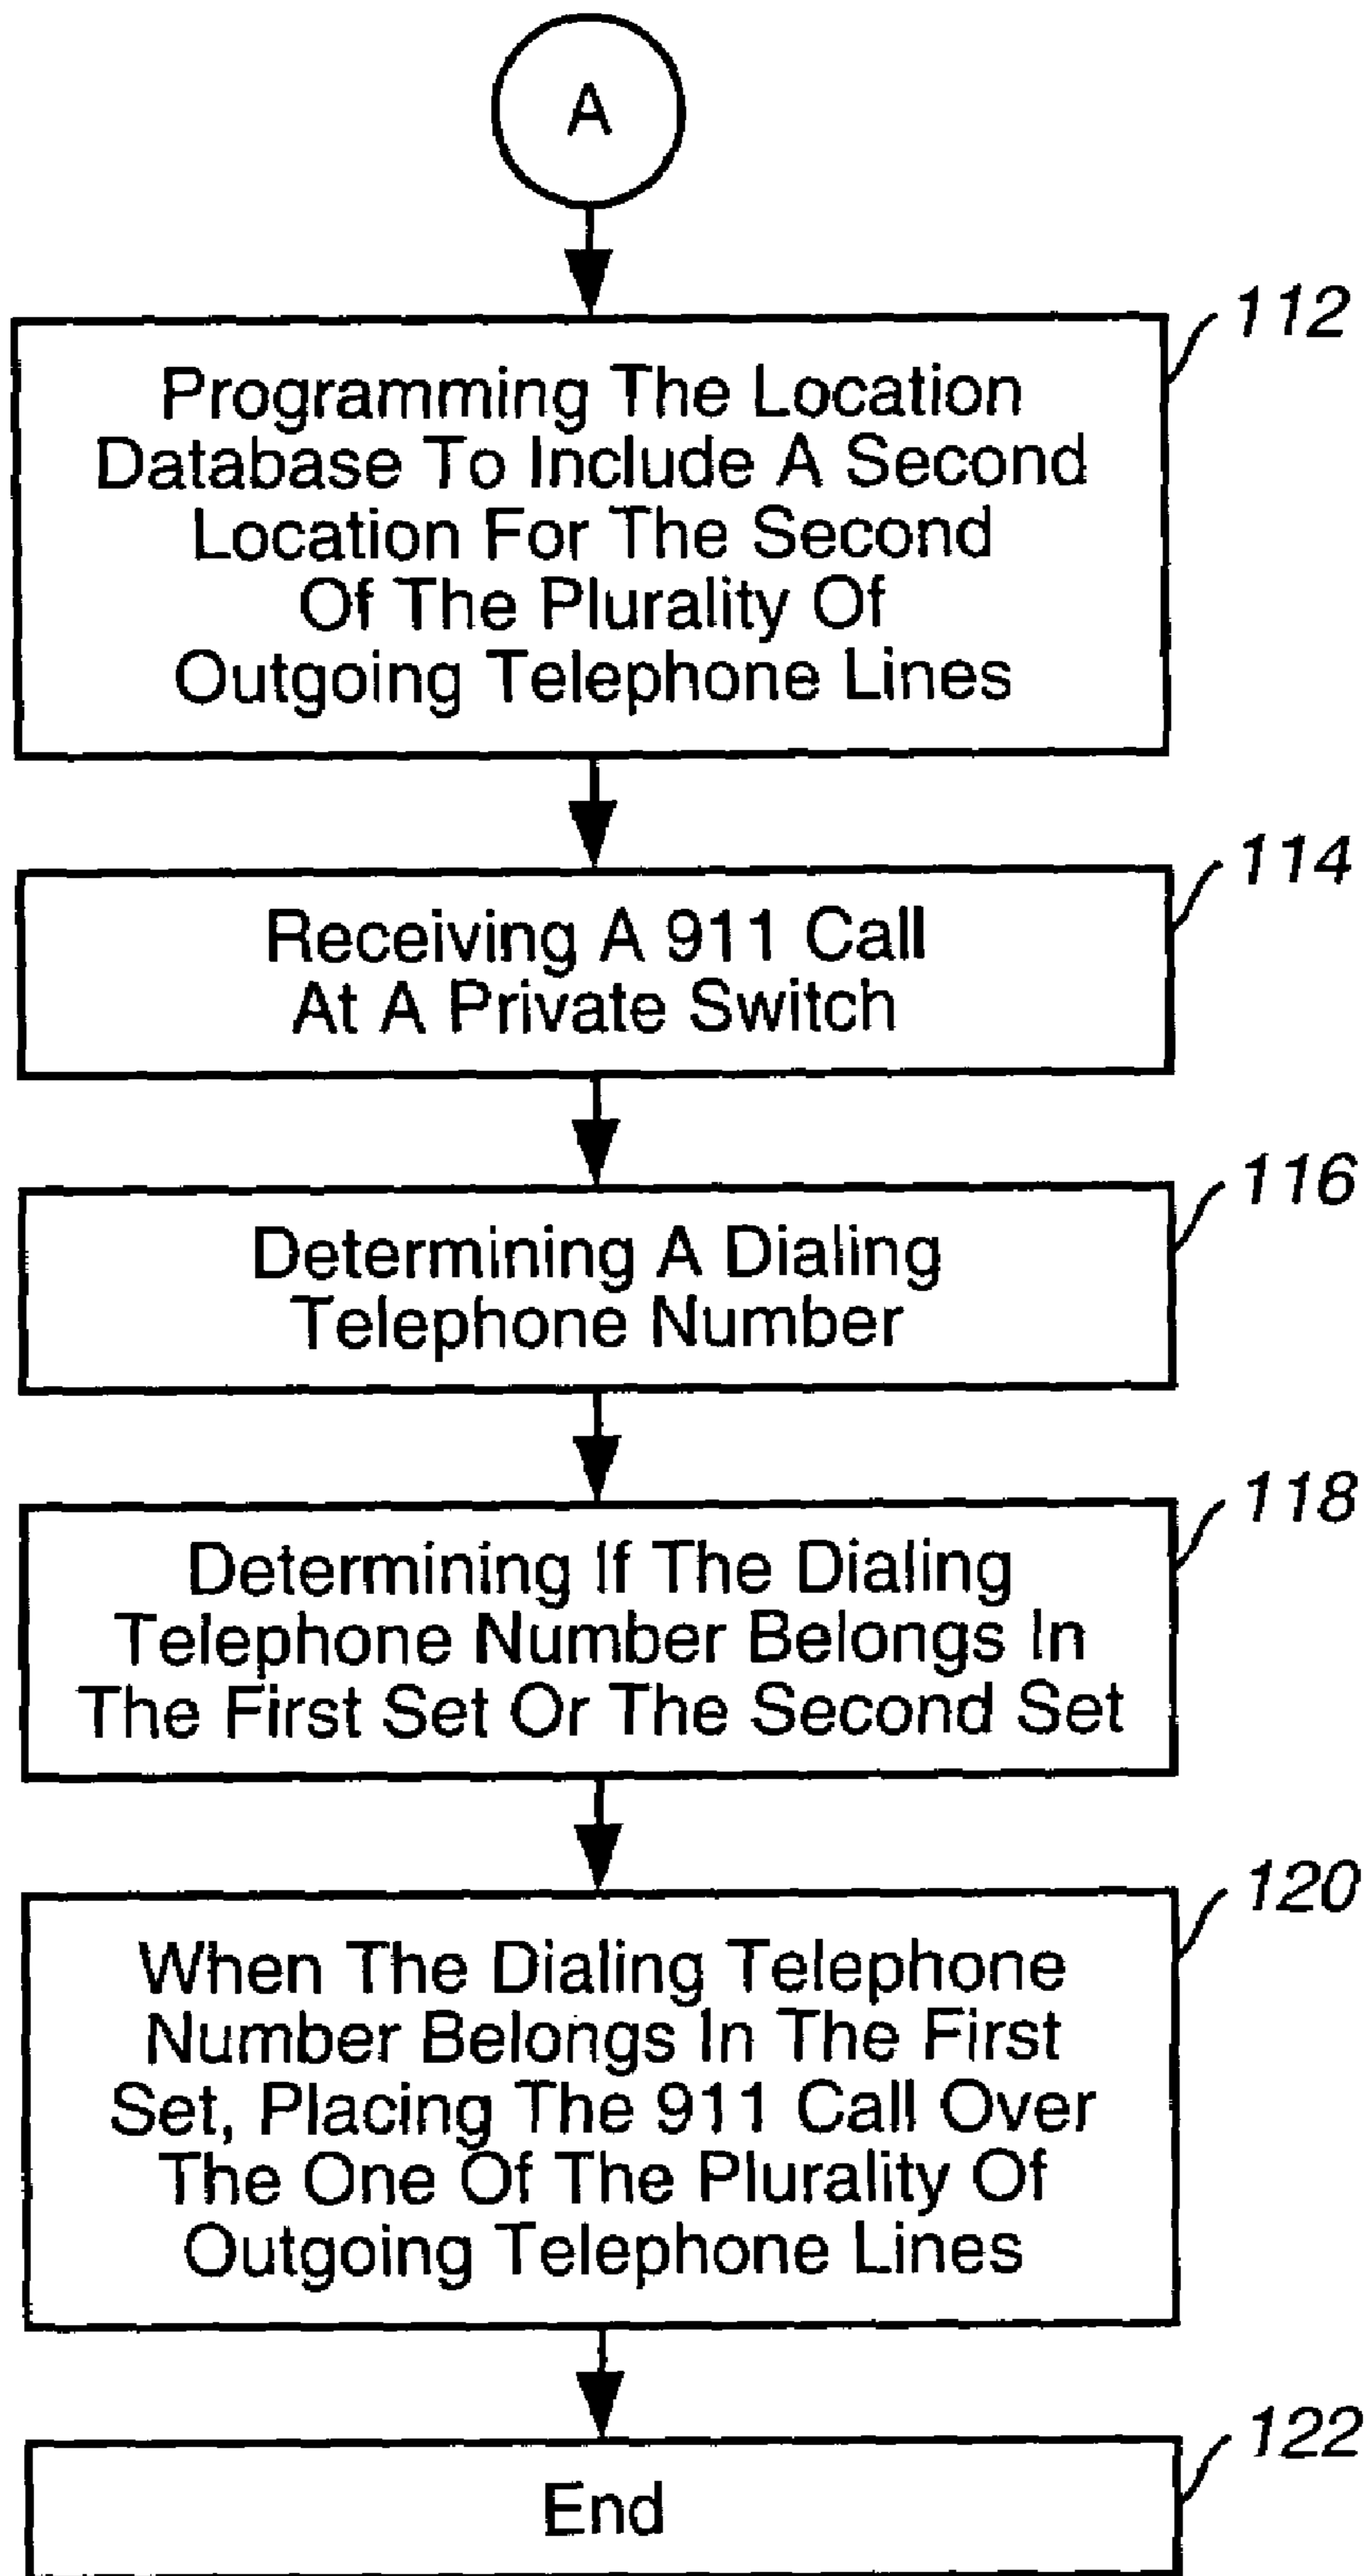 A
112
Programming The Location
Database To Include A Second
Location For The Second
Of The Plurality Of
Outgoing Telephone Lines
114
Receiving A 911 Call
At A Private Switch
116
Determining A Dialing
Telephone Number
118
Determining If The Dialing
Telephone Number Belongs In
The First Set Or The Second Set
120
When The Dialing Telephone
Number Belongs In The First
Set, Placing The 911 Call Over
The One Of The Plurality Of
Outgoing Telephone Lines
122
End